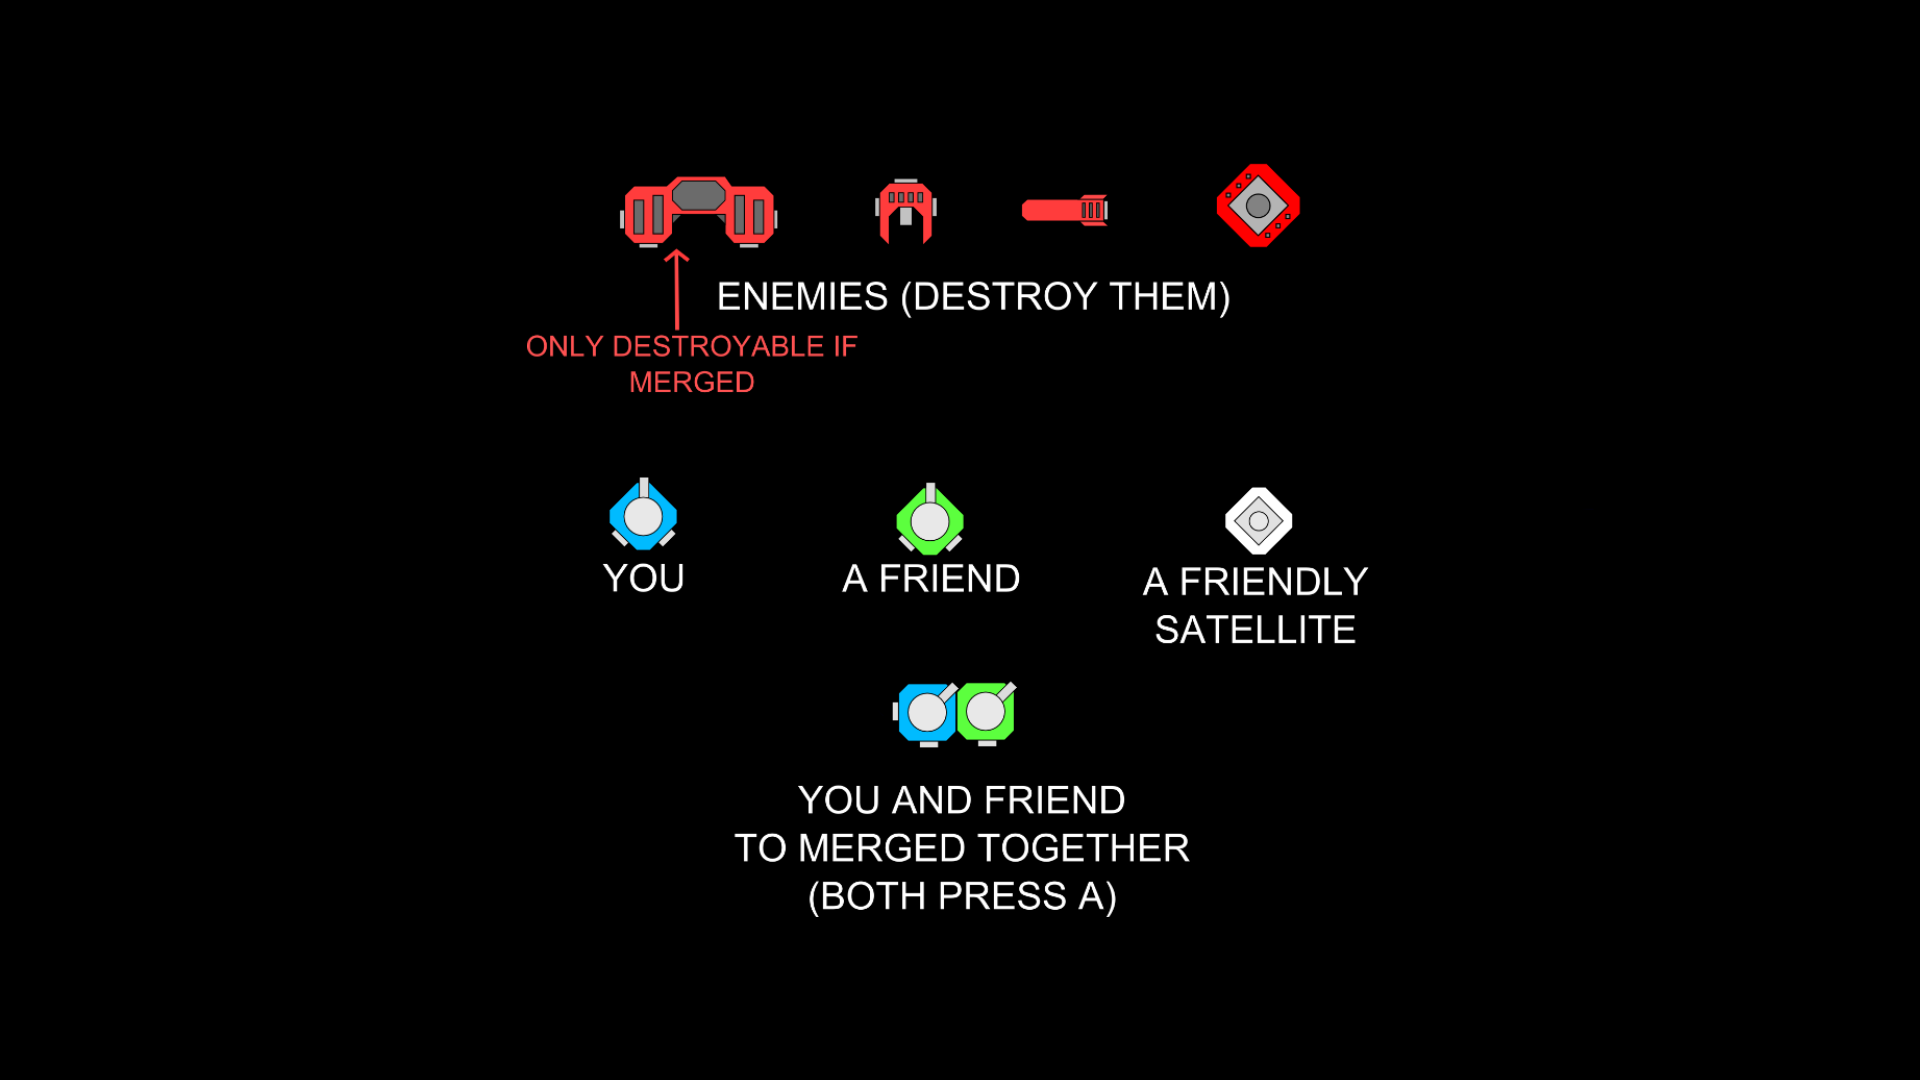 ENEMIES (DESTROY THEM)
ONLY DESTROYABLE IF
MERGED
YOU
A FRIEND
A FRIENDLY
SATELLITE
YOU AND FRIEND
TO MERGED TOGETHER
(BOTH PRESS A)